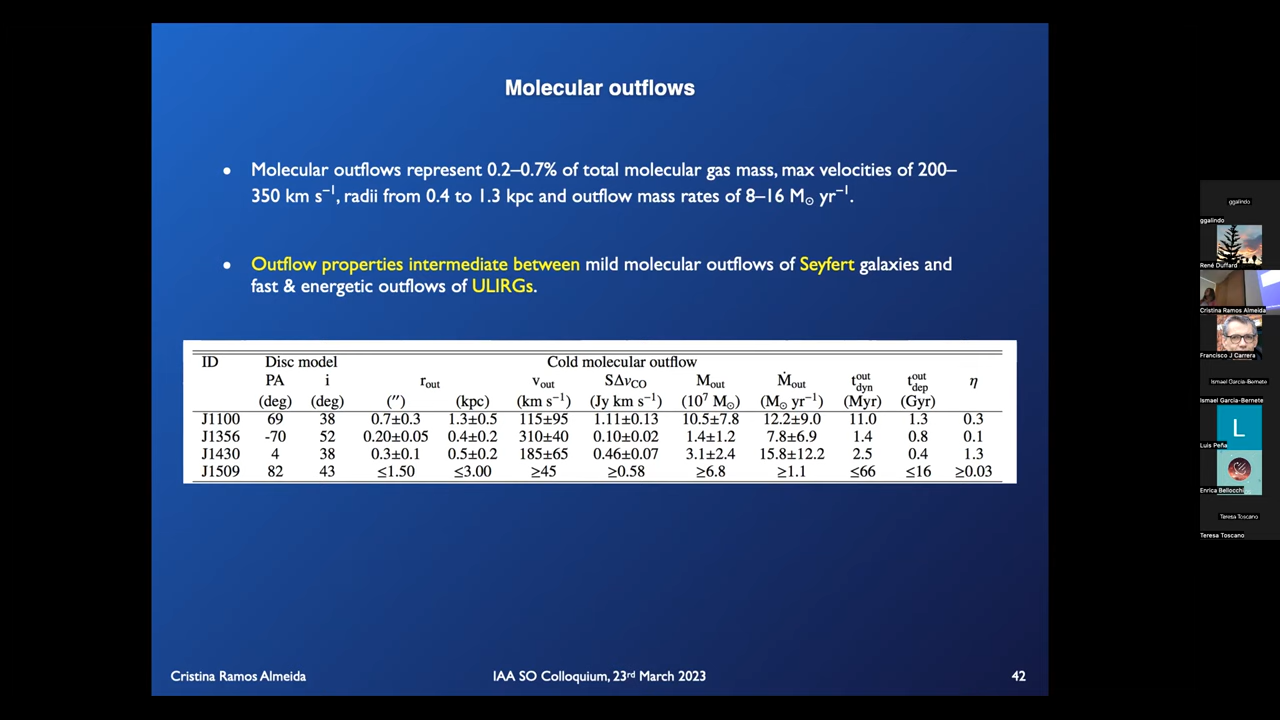 Molecular outflows
• Molecular outflows represent 0.2–0.7% of total molecular gas mass, max velocities of 200–
350 km s⁻¹, radii from 0.4 to 1.3 kpc and outflow mass rates of 8–16 M⊙ yr⁻¹.
• Outflow properties intermediate between mild molecular outflows of Seyfert galaxies and
fast & energetic outflows of ULIRGs.
ID Disc model Cold molecular outflow
PA i r_out v_out SΔv_CO M_out Ṁ_out t_dyn^out t_dep^out η
(deg) (deg) (″) (kpc) (km s⁻¹) (Jy km s⁻¹) (10⁷ M⊙) (M⊙ yr⁻¹) (Myr) (Gyr)
J1100 69 38 0.7±0.3 1.3±0.5 115±95 1.11±0.13 10.5±7.8 12.2±9.0 11.0 1.3 0.3
J1356 -70 52 0.20±0.05 0.4±0.2 310±40 0.10±0.02 1.4±1.2 7.8±6.9 1.4 0.8 0.1
J1430 4 38 0.3±0.1 0.5±0.2 185±65 0.46±0.07 3.1±2.4 15.8±12.2 2.5 0.4 1.3
J1509 82 43 ≤1.50 ≤3.00 ≥45 ≥0.58 ≥6.8 ≥1.1 ≤66 ≤16 ≥0.03
Cristina Ramos Almeida IAA SO Colloquium, 23rd March 2023 42
ggalindo
ggalindo
René Duffard
Cristina Ramos Almeida
Francisco J Carrera
Ismael Garcia-Bernete
Ismael Garcia-Bernete
L
Luis Peña
Enrica Bellocchi
Teresa Toscano
Teresa Toscano